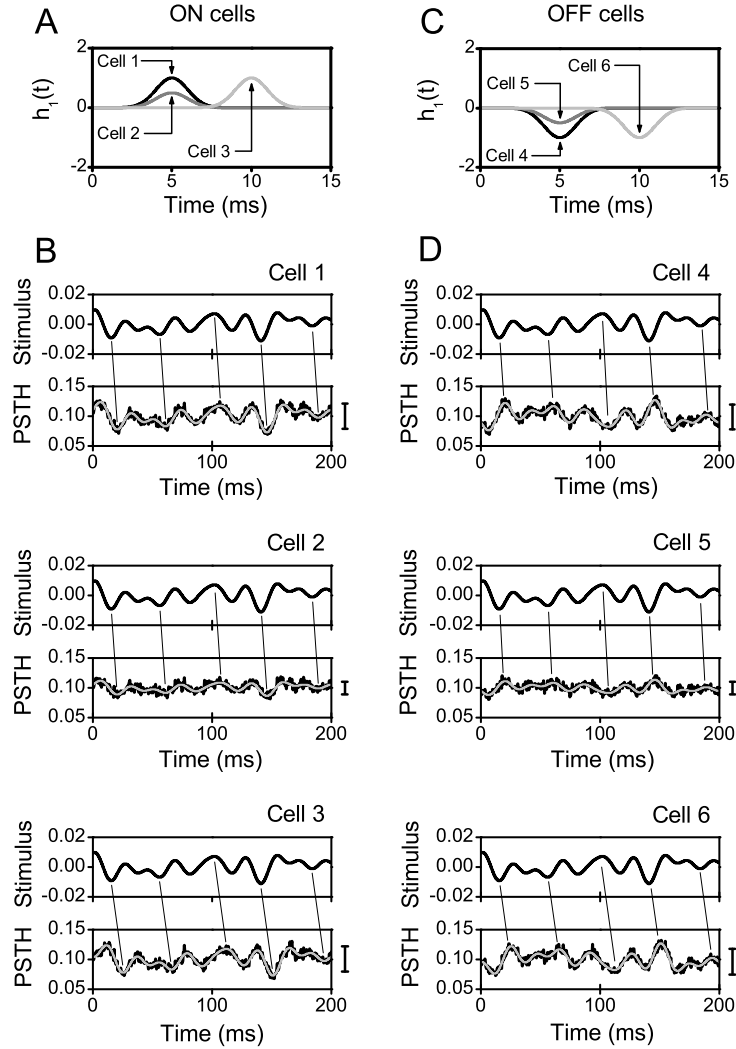 A
ON cells
C
OFF cells
h1(t)
2
0
-2
Cell 1
Cell 2
Cell 3
0
5
10
15
Time (ms)
h1(t)
2
0
-2
Cell 5
Cell 6
Cell 4
0
5
10
15
Time (ms)
B
Cell 1
Stimulus
0.02
0.00
-0.02
PSTH
0.15
0.10
0.05
0
100
200
Time (ms)
D
Cell 4
Stimulus
0.02
0.00
-0.02
PSTH
0.15
0.10
0.05
0
100
200
Time (ms)
Cell 2
Stimulus
0.02
0.00
-0.02
PSTH
0.15
0.10
0.05
0
100
200
Time (ms)
Cell 5
Stimulus
0.02
0.00
-0.02
PSTH
0.15
0.10
0.05
0
100
200
Time (ms)
Cell 3
Stimulus
0.02
0.00
-0.02
PSTH
0.15
0.10
0.05
0
100
200
Time (ms)
Cell 6
Stimulus
0.02
0.00
-0.02
PSTH
0.15
0.10
0.05
0
100
200
Time (ms)